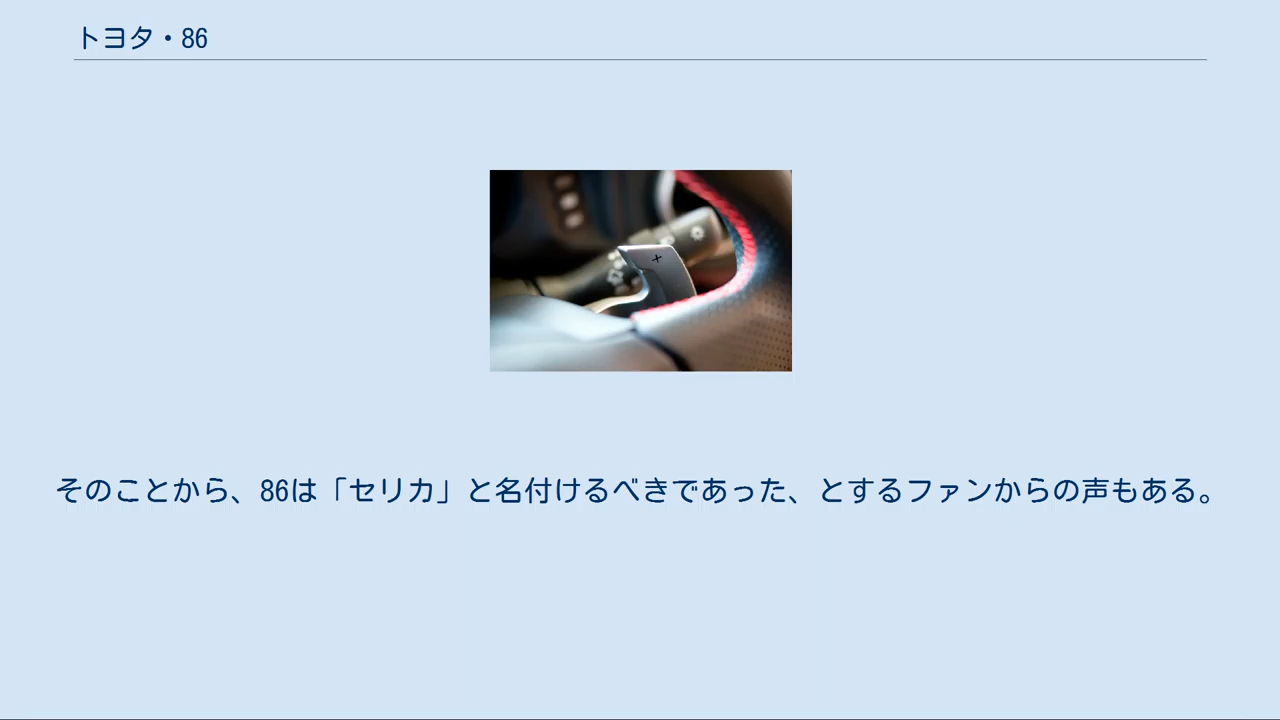 トヨタ・86
+
そのことから、86は「セリカ」と名付けるべきであった、とするファンからの声もある。